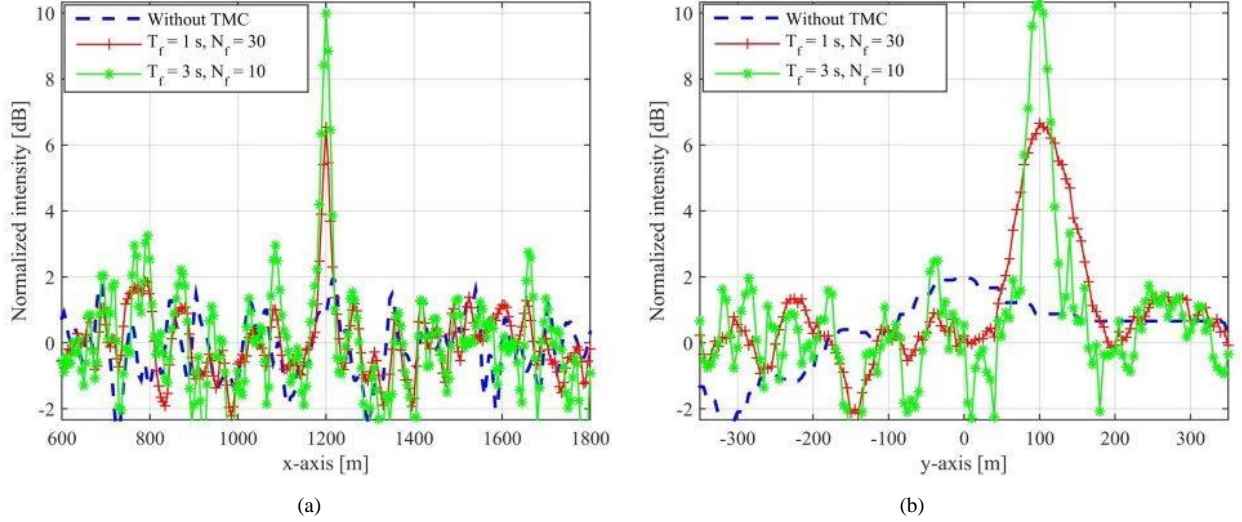 Without TMC
T_f = 1 s, N_f = 30
T_f = 3 s, N_f = 10
Normalized intensity [dB]
10
8
6
4
2
0
-2
600 800 1000 1200 1400 1600 1800
x-axis [m]
(a)
Without TMC
T_f = 1 s, N_f = 30
T_f = 3 s, N_f = 10
Normalized intensity [dB]
10
8
6
4
2
0
-2
-300 -200 -100 0 100 200 300
y-axis [m]
(b)